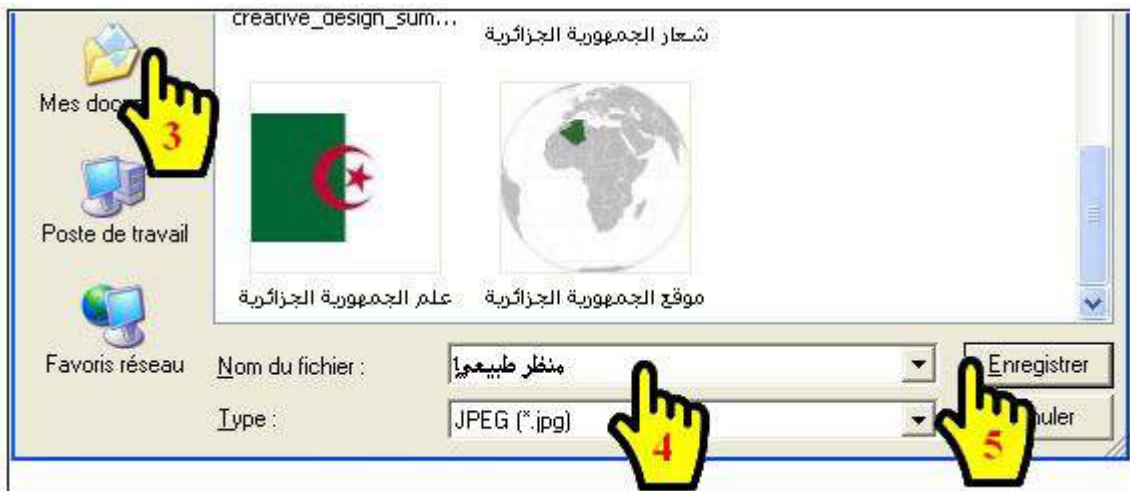 creative_design_sum...
شعار الجمهورية الجزائرية
Mes doc
3
Poste de travail
علم الجمهورية الجزائرية
موقع الجمهورية الجزائرية
Favoris réseau
Nom du fichier :
منظر طبيعي1
Enregistrer
Type :
JPEG (*.jpg)
4
5
uler